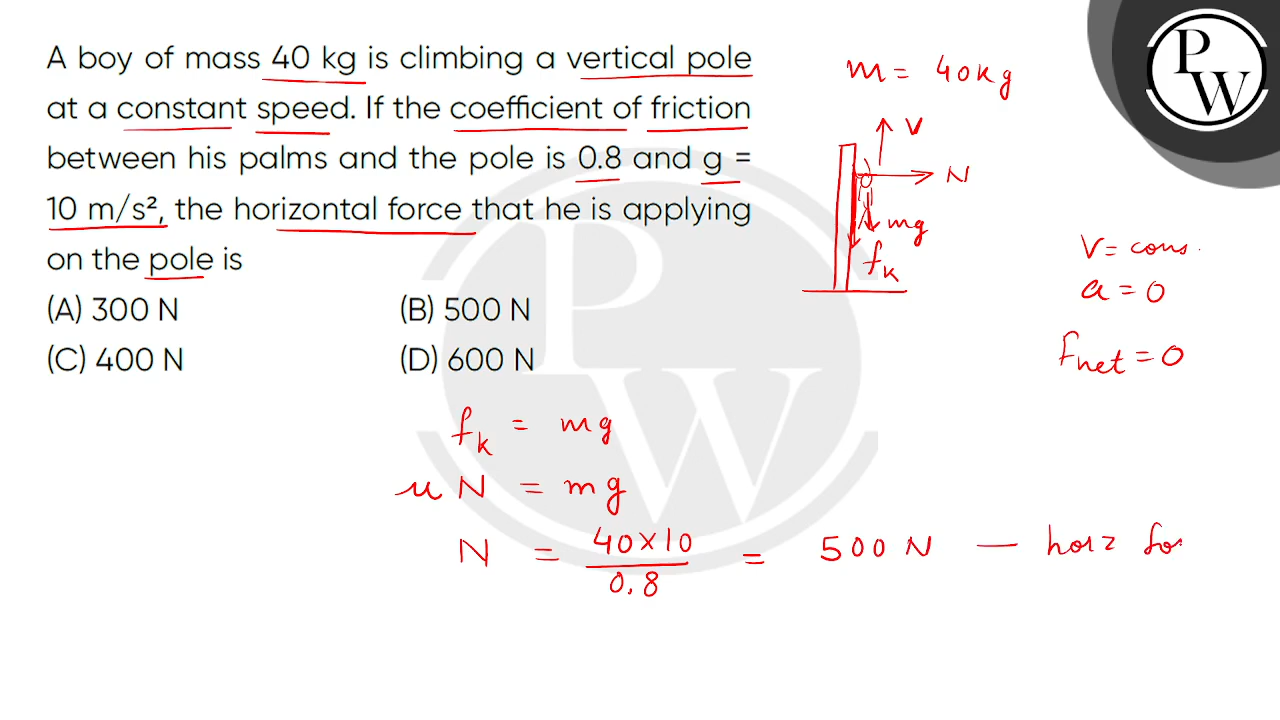 A boy of mass 40 kg is climbing a vertical pole
at a constant speed. If the coefficient of friction
between his palms and the pole is 0.8 and g =
10 m/s², the horizontal force that he is applying
on the pole is
(A) 300 N (B) 500 N
(C) 400 N (D) 600 N
m = 40kg
V
N
mg
fk
V = cons.
a = 0
Fnet = 0
fk = mg
μ N = mg
N = 40×10 / 0.8 = 500 N — horz for
P
W
P
W